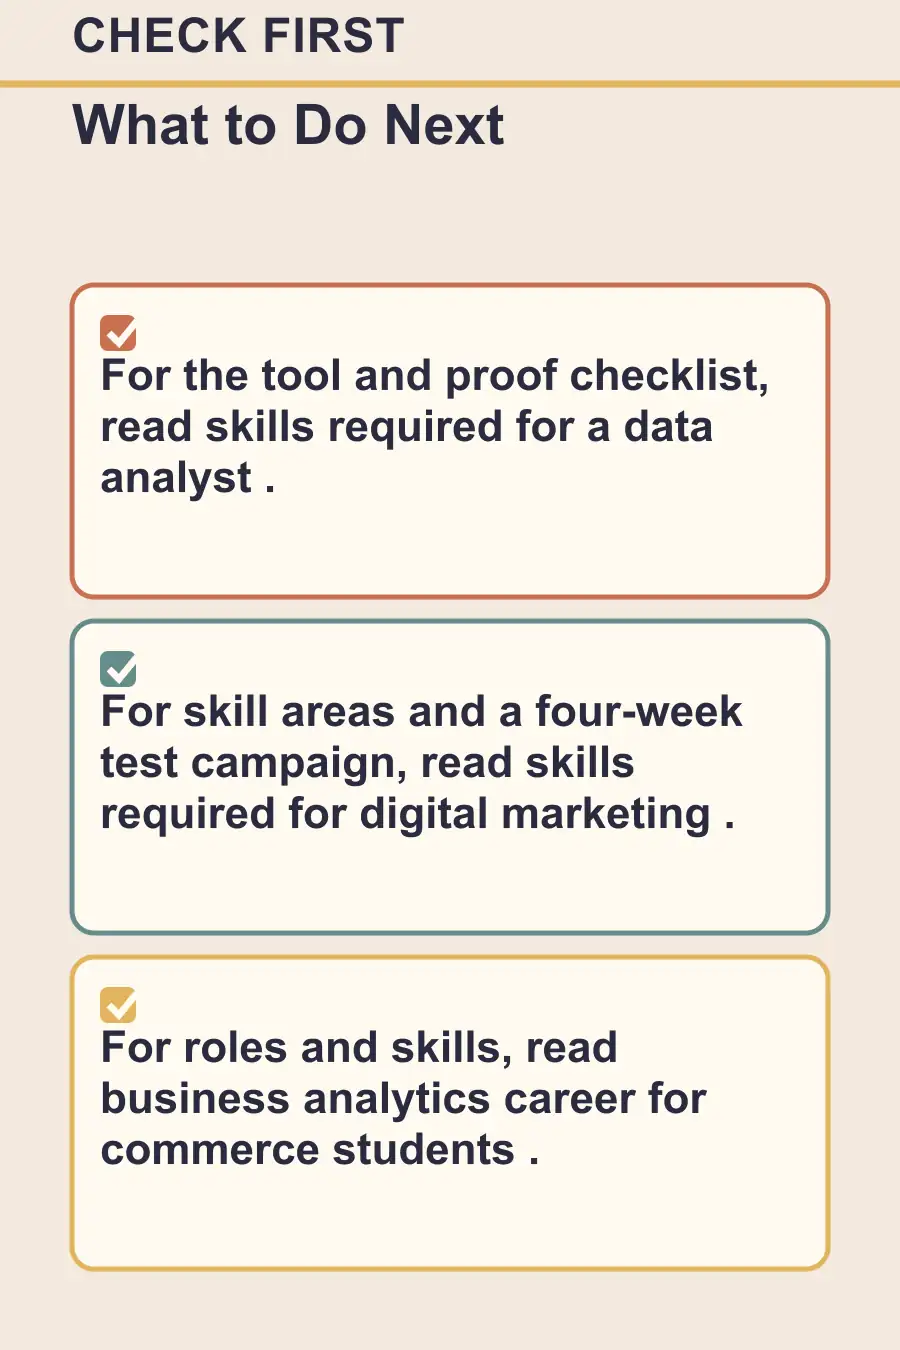 CHECK FIRST
What to Do Next
For the tool and proof checklist,
read skills required for a data
analyst .
For skill areas and a four-week
test campaign, read skills
required for digital marketing .
For roles and skills, read
business analytics career for
commerce students .